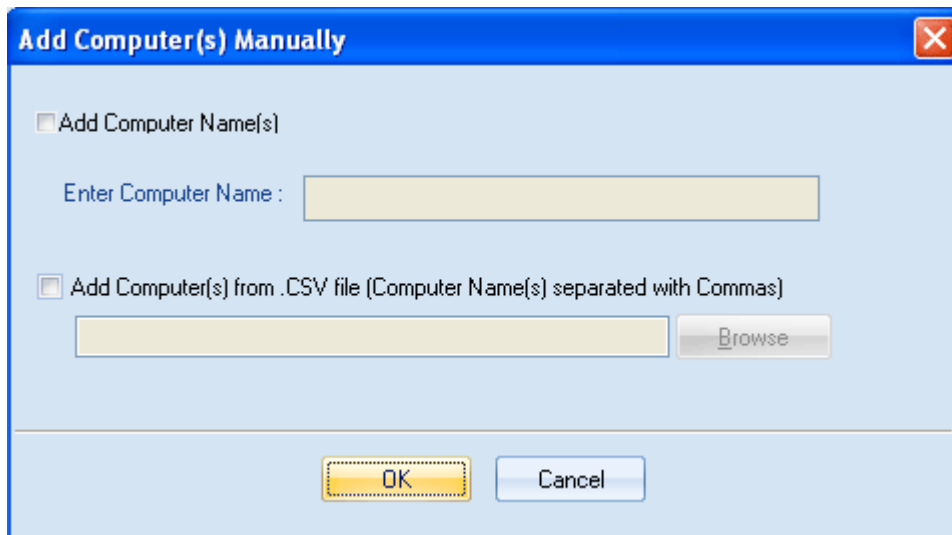 Add Computer(s) Manually
Add Computer Name(s)
Enter Computer Name :
Add Computer(s) from .CSV file (Computer Name(s) separated with Commas)
Browse
OK Cancel